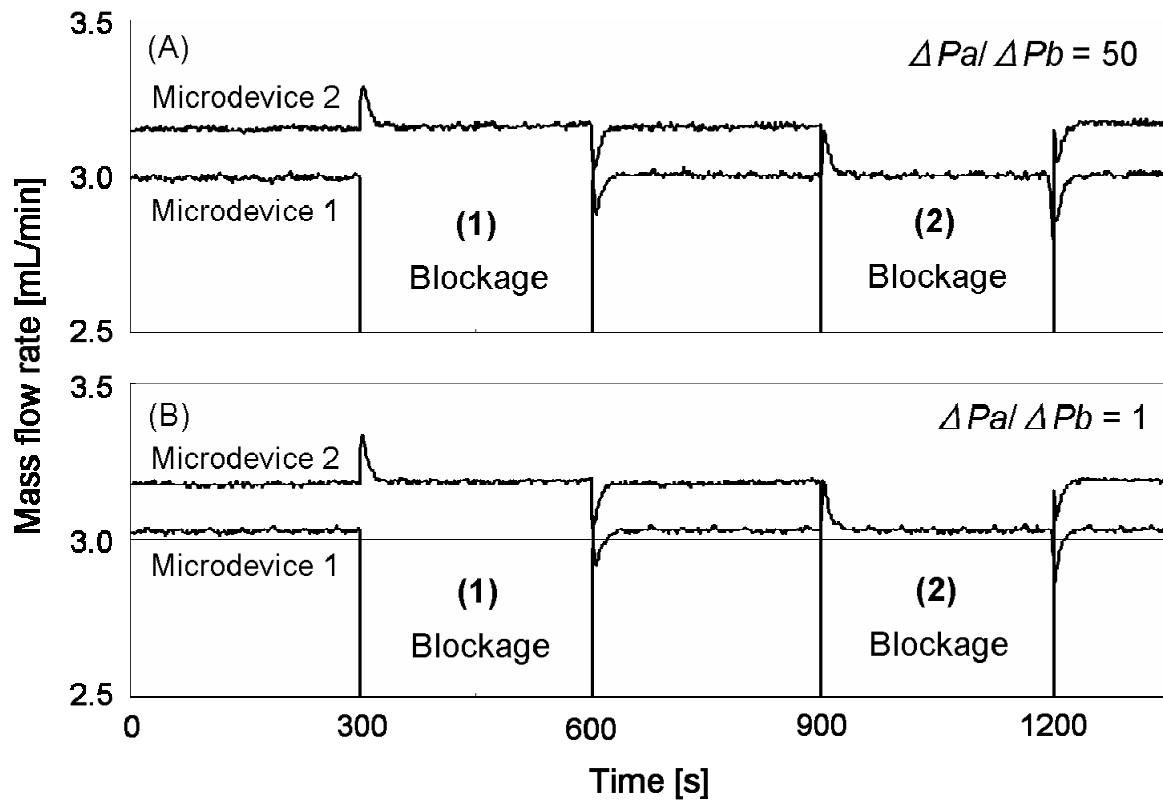 Mass flow rate [mL/min]
3.5
(A)
ΔPa/ ΔPb = 50
Microdevice 2
3.0
Microdevice 1
(1)
Blockage
(2)
Blockage
2.5
3.5
(B)
ΔPa/ ΔPb = 1
Microdevice 2
3.0
Microdevice 1
(1)
Blockage
(2)
Blockage
2.5
0 300 600 900 1200
Time [s]